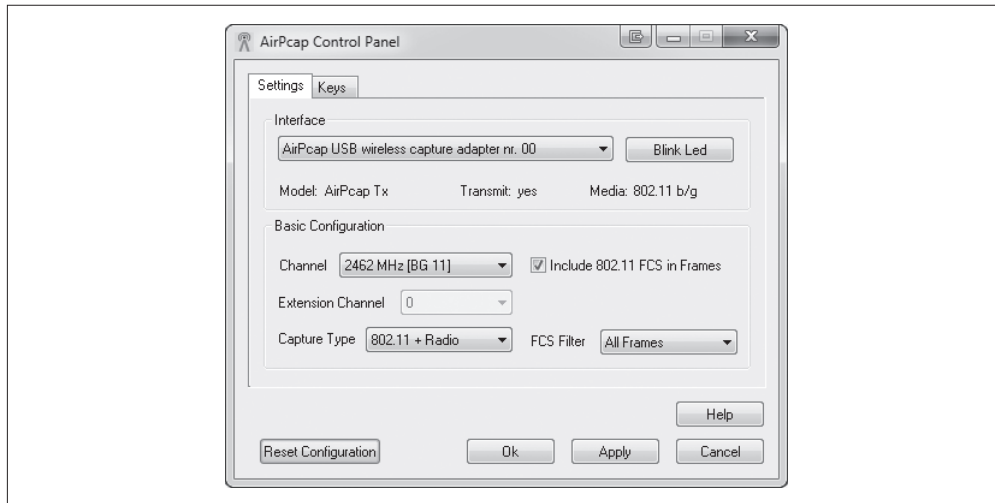 AirPcap Control Panel
Settings
Keys
Interface
AirPcap USB wireless capture adapter nr. 00
Blink Led
Model: AirPcap Tx
Transmit: yes
Media: 802.11 b/g
Basic Configuration
Channel
2462 MHz [BG 11]
Include 802.11 FCS in Frames
Extension Channel
0
Capture Type
802.11 + Radio
FCS Filter
All Frames
Help
Reset Configuration
Ok
Apply
Cancel